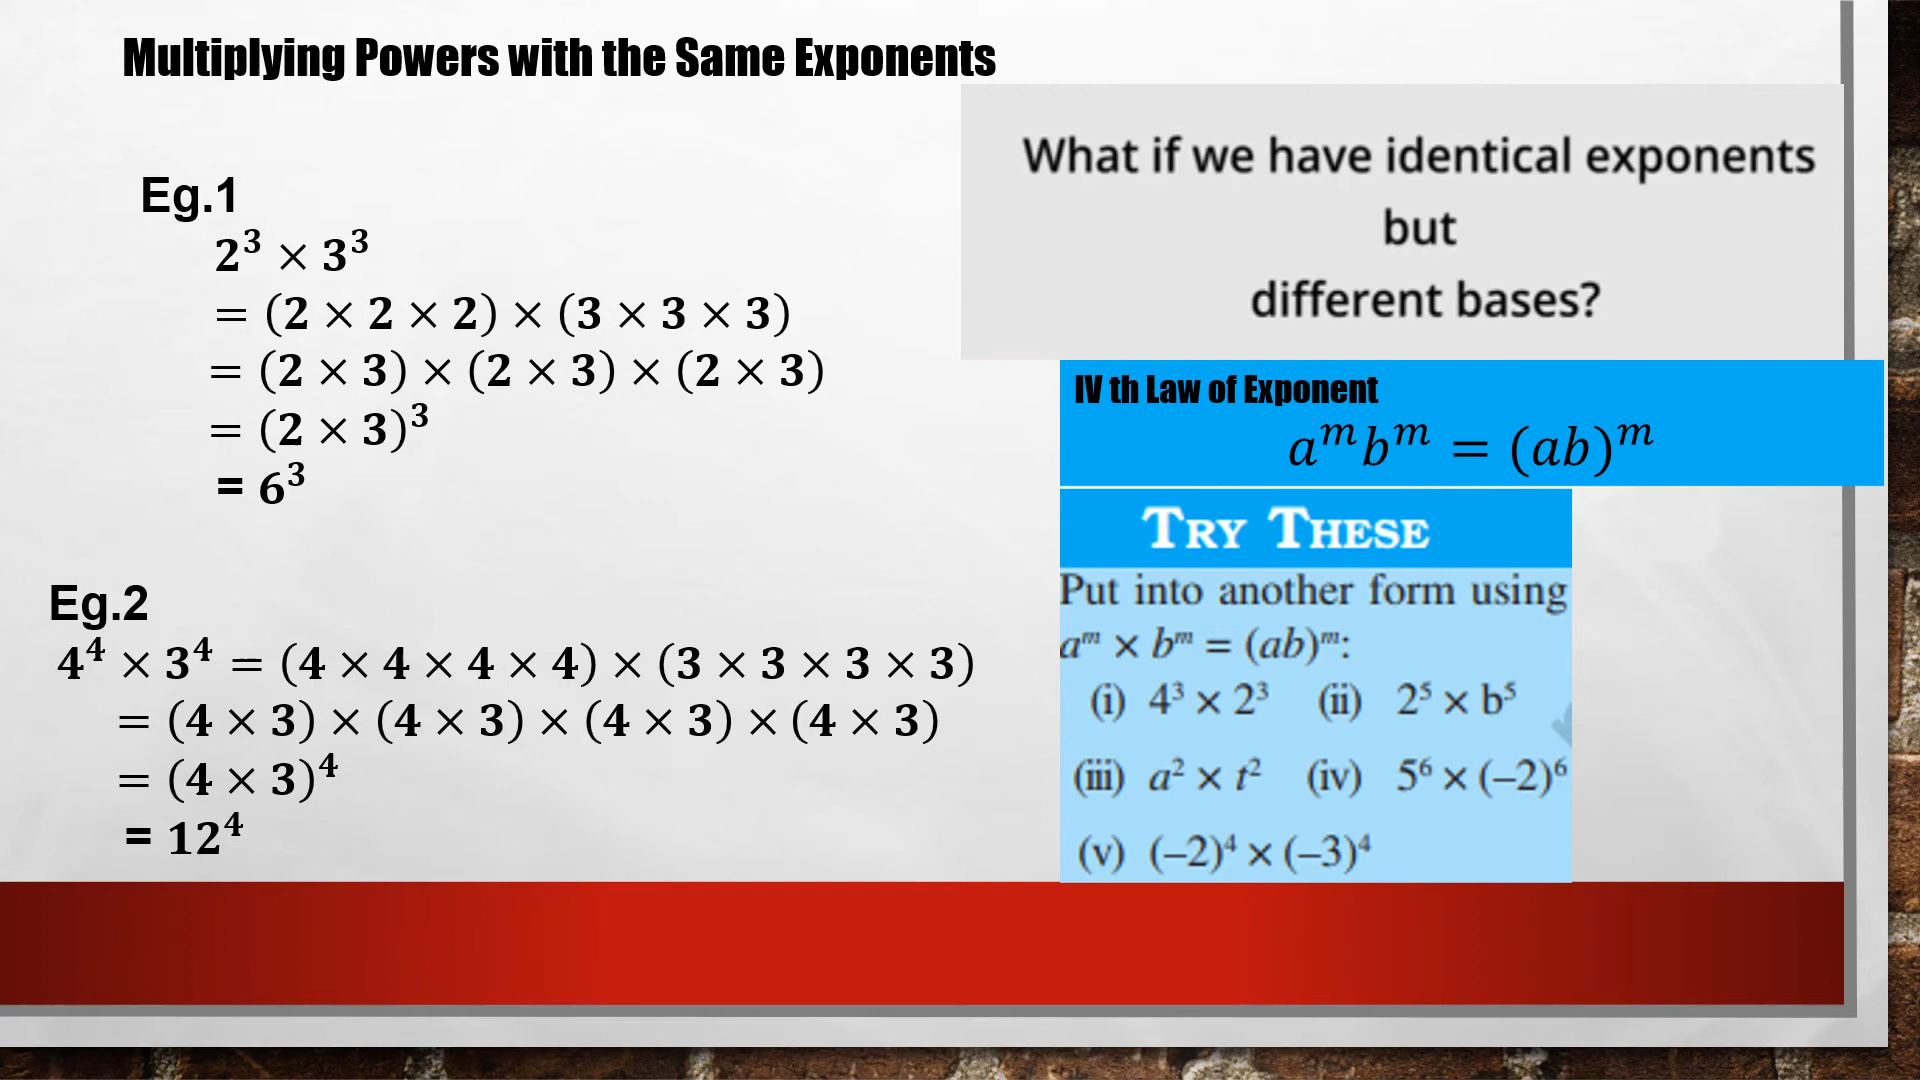 Multiplying Powers with the Same Exponents
Eg.1
2³ × 3³
= (2 × 2 × 2) × (3 × 3 × 3)
= (2 × 3) × (2 × 3) × (2 × 3)
= (2 × 3)³
= 6³
Eg.2
4⁴ × 3⁴ = (4 × 4 × 4 × 4) × (3 × 3 × 3 × 3)
= (4 × 3) × (4 × 3) × (4 × 3) × (4 × 3)
= (4 × 3)⁴
= 12⁴
What if we have identical exponents
but
different bases?
IV th Law of Exponent
aᵐbᵐ = (ab)ᵐ
TRY THESE
Put into another form using
aᵐ × bᵐ = (ab)ᵐ:
(i) 4³ × 2³ (ii) 2⁵ × b⁵
(iii) a² × t² (iv) 5⁶ × (–2)⁶
(v) (–2)⁴ × (–3)⁴